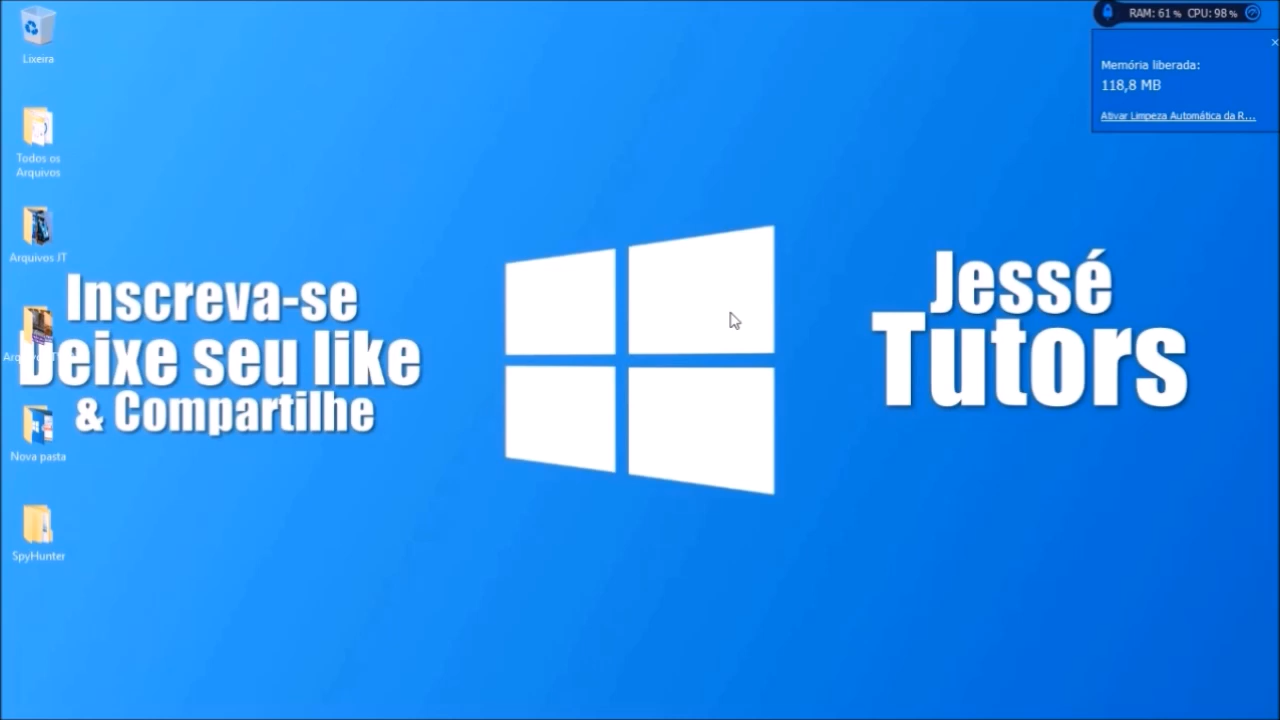 RAM: 61% CPU: 98%
Memória liberada:
118,8 MB
Ativar Limpeza Automática da R...
Lixeira
Todos os
Arquivos
Arquivos JT
Nova pasta
SpyHunter
Inscreva-se
Deixe seu like
& Compartilhe
Jessé
Tutors